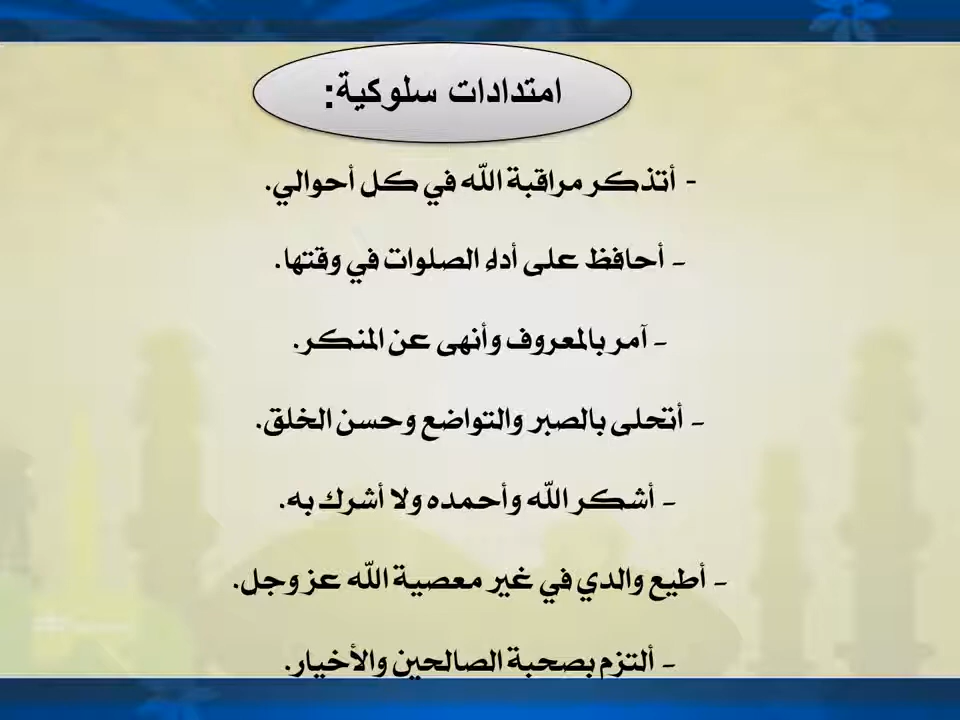 امتدادات سلوكية:
- أتذكر مراقبة الله في كل أحوالي.
- أحافظ على أداء الصلوات في وقتها.
- آمر بالمعروف وأنهى عن المنكر.
- أتحلى بالصبر والتواضع وحسن الخلق.
- أشكر الله وأحمده ولا أشرك به.
- أطيع والدي في غير معصية الله عز وجل.
- ألتزم بصحبة الصالحين والأخيار.